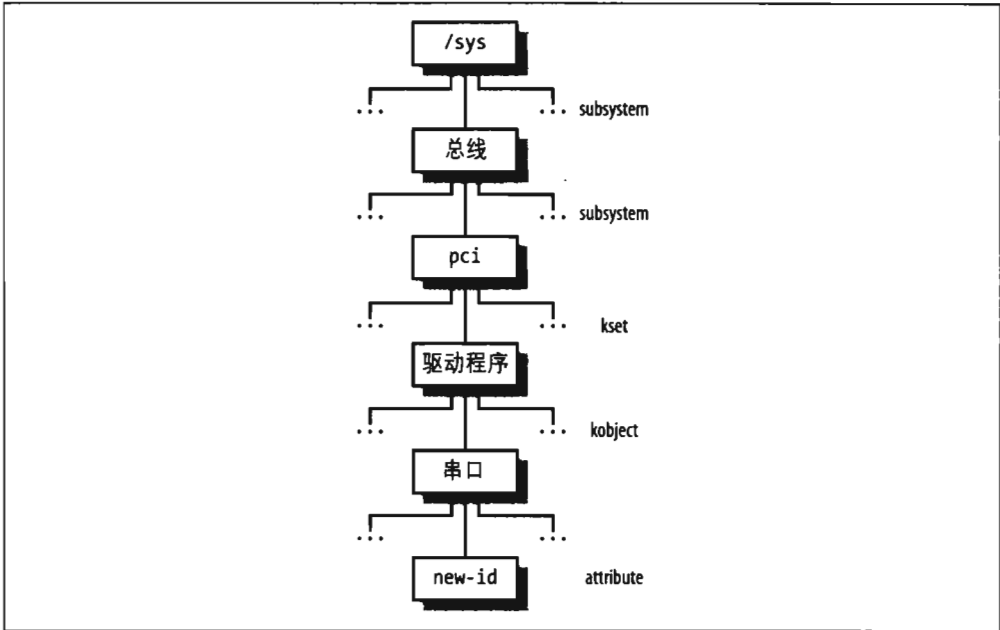 /sys
... ... subsystem
总线
... ... subsystem
pci
... ... kset
驱动程序
... ... kobject
串口
... ... attribute
new-id